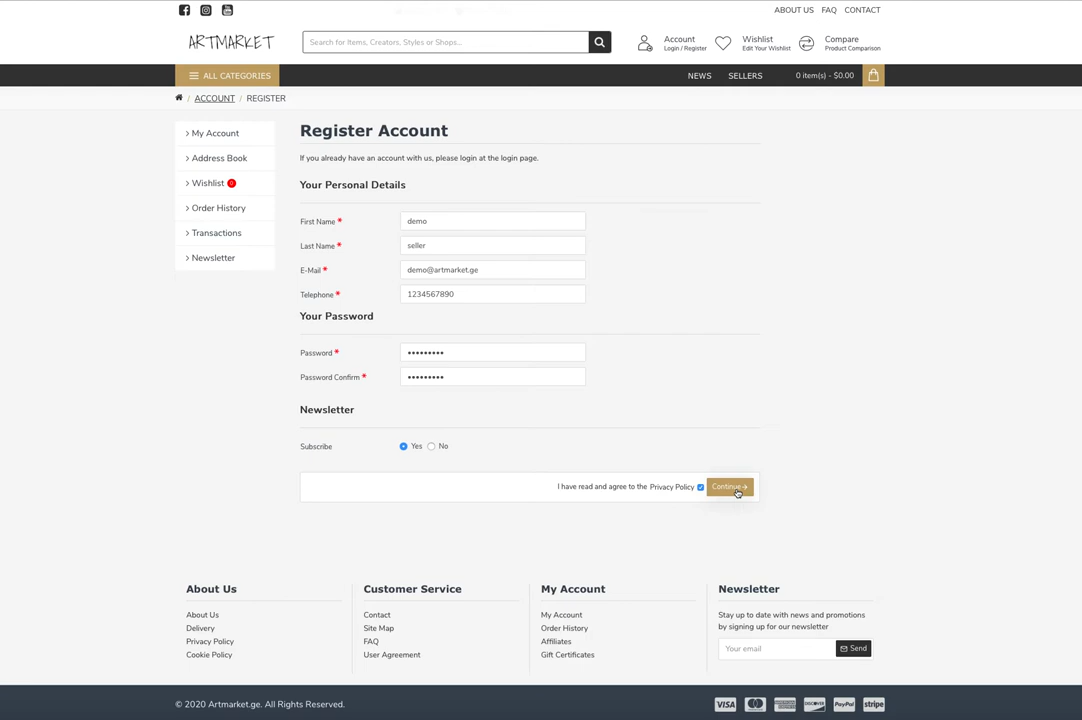 ABOUT US FAQ CONTACT
ARTMARKET
Search for Items, Creators, Styles or Shops...
Account
Login / Register
Wishlist
Edit Your Wishlist
Compare
Product Comparison
ALL CATEGORIES
NEWS SELLERS 0 item(s) - $0.00
/ ACCOUNT / REGISTER
My Account
Address Book
Wishlist 0
Order History
Transactions
Newsletter
Register Account
If you already have an account with us, please login at the login page.
Your Personal Details
First Name * demo
Last Name * seller
E-Mail * demo@artmarket.ge
Telephone * 1234567890
Your Password
Password * •••••••••
Password Confirm * •••••••••
Newsletter
Subscribe Yes No
I have read and agree to the Privacy Policy Continue→
About Us
About Us
Delivery
Privacy Policy
Cookie Policy
Customer Service
Contact
Site Map
FAQ
User Agreement
My Account
My Account
Order History
Affiliates
Gift Certificates
Newsletter
Stay up to date with news and promotions
by signing up for our newsletter
Your email Send
© 2020 Artmarket.ge. All Rights Reserved.
VISA DISCOVER PayPal stripe